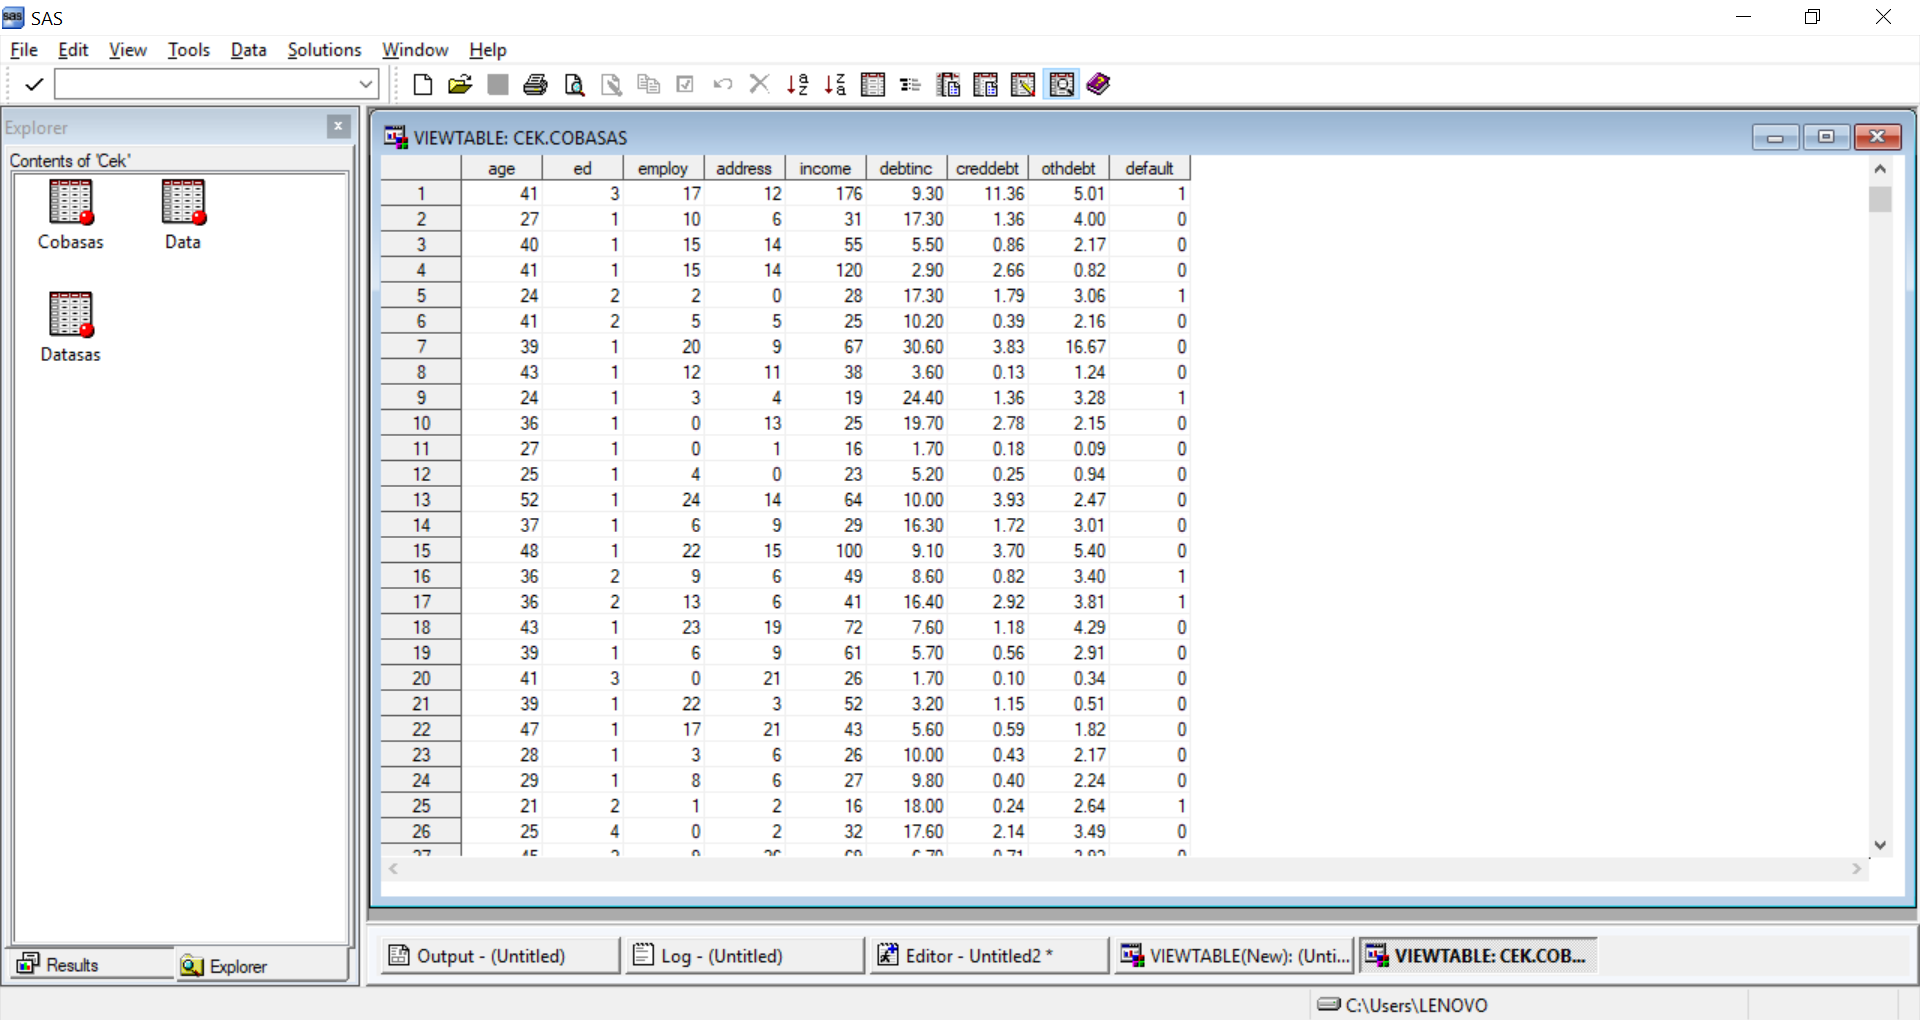 SAS
File Edit View Tools Data Solutions Window Help
Explorer
Contents of 'Cek'
Cobasas Data
Datasas
VIEWTABLE: CEK.COBASAS
age ed employ address income debtinc creddebt othdebt default
1 41 3 17 12 176 9.30 11.36 5.01 1
2 27 1 10 6 31 17.30 1.36 4.00 0
3 40 1 15 14 55 5.50 0.86 2.17 0
4 41 1 15 14 120 2.90 2.66 0.82 0
5 24 2 2 0 28 17.30 1.79 3.06 1
6 41 2 5 5 25 10.20 0.39 2.16 0
7 39 1 20 9 67 30.60 3.83 16.67 0
8 43 1 12 11 38 3.60 0.13 1.24 0
9 24 1 3 4 19 24.40 1.36 3.28 1
10 36 1 0 13 25 19.70 2.78 2.15 0
11 27 1 0 1 16 1.70 0.18 0.09 0
12 25 1 4 0 23 5.20 0.25 0.94 0
13 52 1 24 14 64 10.00 3.93 2.47 0
14 37 1 6 9 29 16.30 1.72 3.01 0
15 48 1 22 15 100 9.10 3.70 5.40 0
16 36 2 9 6 49 8.60 0.82 3.40 1
17 36 2 13 6 41 16.40 2.92 3.81 1
18 43 1 23 19 72 7.60 1.18 4.29 0
19 39 1 6 9 61 5.70 0.56 2.91 0
20 41 3 0 21 26 1.70 0.10 0.34 0
21 39 1 22 3 52 3.20 1.15 0.51 0
22 47 1 17 21 43 5.60 0.59 1.82 0
23 28 1 3 6 26 10.00 0.43 2.17 0
24 29 1 8 6 27 9.80 0.40 2.24 0
25 21 2 1 2 16 18.00 0.24 2.64 1
26 25 4 0 2 32 17.60 2.14 3.49 0
Results Explorer
Output - (Untitled) Log - (Untitled) Editor - Untitled2 * VIEWTABLE(New): (Unti... VIEWTABLE: CEK.COB...
C:\Users\LENOVO